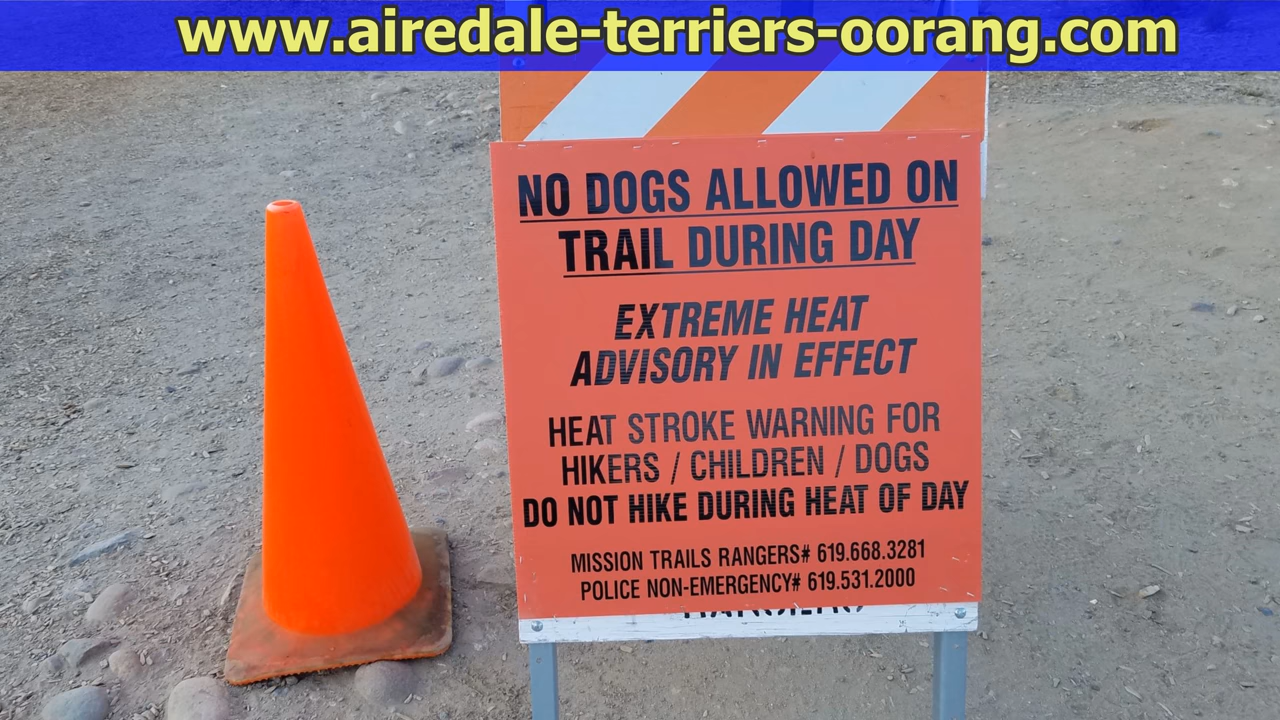 www.airedale-terriers-oorang.com
NO DOGS ALLOWED ON
TRAIL DURING DAY
EXTREME HEAT
ADVISORY IN EFFECT
HEAT STROKE WARNING FOR
HIKERS / CHILDREN / DOGS
DO NOT HIKE DURING HEAT OF DAY
MISSION TRAILS RANGERS# 619.668.3281
POLICE NON-EMERGENCY# 619.531.2000